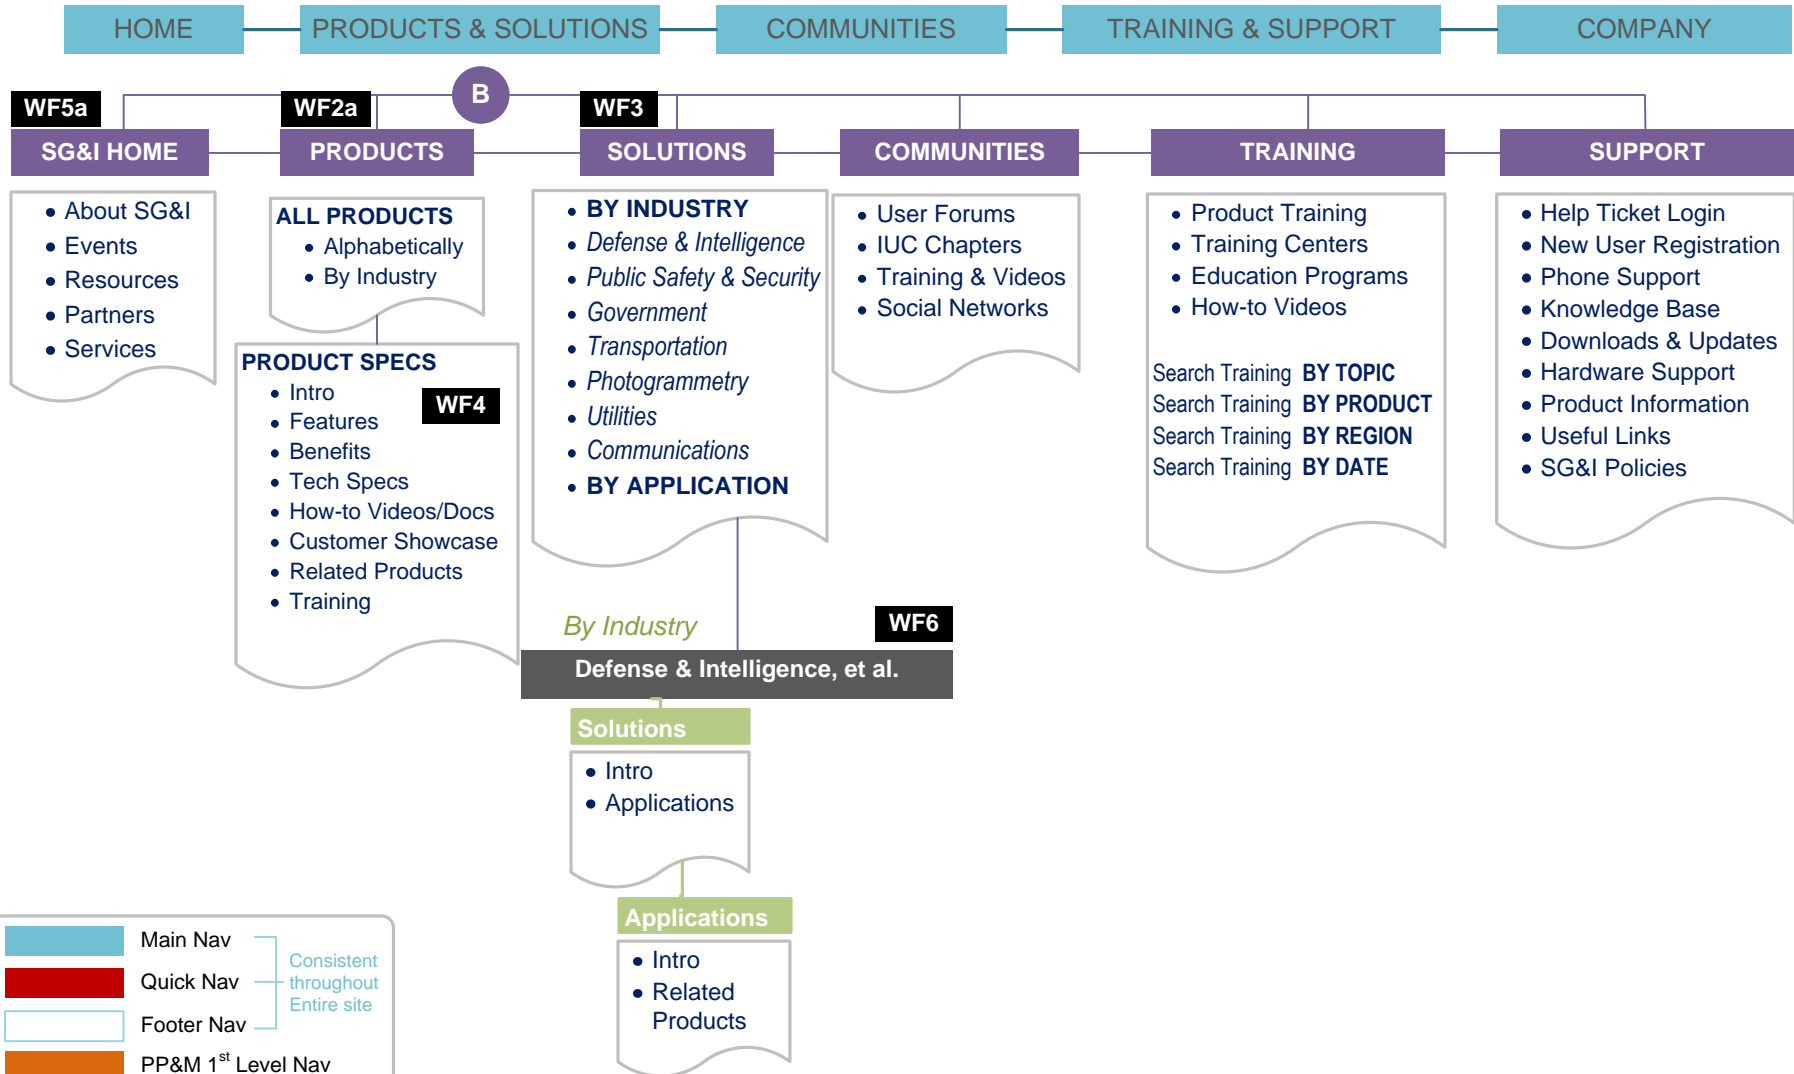 HOME
PRODUCTS & SOLUTIONS
COMMUNITIES
TRAINING & SUPPORT
COMPANY
B
WF5a
WF2a
WF3
SG&I HOME
PRODUCTS
SOLUTIONS
COMMUNITIES
TRAINING
SUPPORT
• About SG&I
• Events
• Resources
• Partners
• Services
ALL PRODUCTS
• Alphabetically
• By Industry
PRODUCT SPECS
WF4
• Intro
• Features
• Benefits
• Tech Specs
• How-to Videos/Docs
• Customer Showcase
• Related Products
• Training
• BY INDUSTRY
• Defense & Intelligence
• Public Safety & Security
• Government
• Transportation
• Photogrammetry
• Utilities
• Communications
• BY APPLICATION
• User Forums
• IUC Chapters
• Training & Videos
• Social Networks
• Product Training
• Training Centers
• Education Programs
• How-to Videos
Search Training BY TOPIC
Search Training BY PRODUCT
Search Training BY REGION
Search Training BY DATE
• Help Ticket Login
• New User Registration
• Phone Support
• Knowledge Base
• Downloads & Updates
• Hardware Support
• Product Information
• Useful Links
• SG&I Policies
By Industry
WF6
Defense & Intelligence, et al.
Solutions
• Intro
• Applications
Applications
• Intro
• Related
Products
Main Nav
Quick Nav
Footer Nav
Consistent
throughout
Entire site
PP&M 1st Level Nav